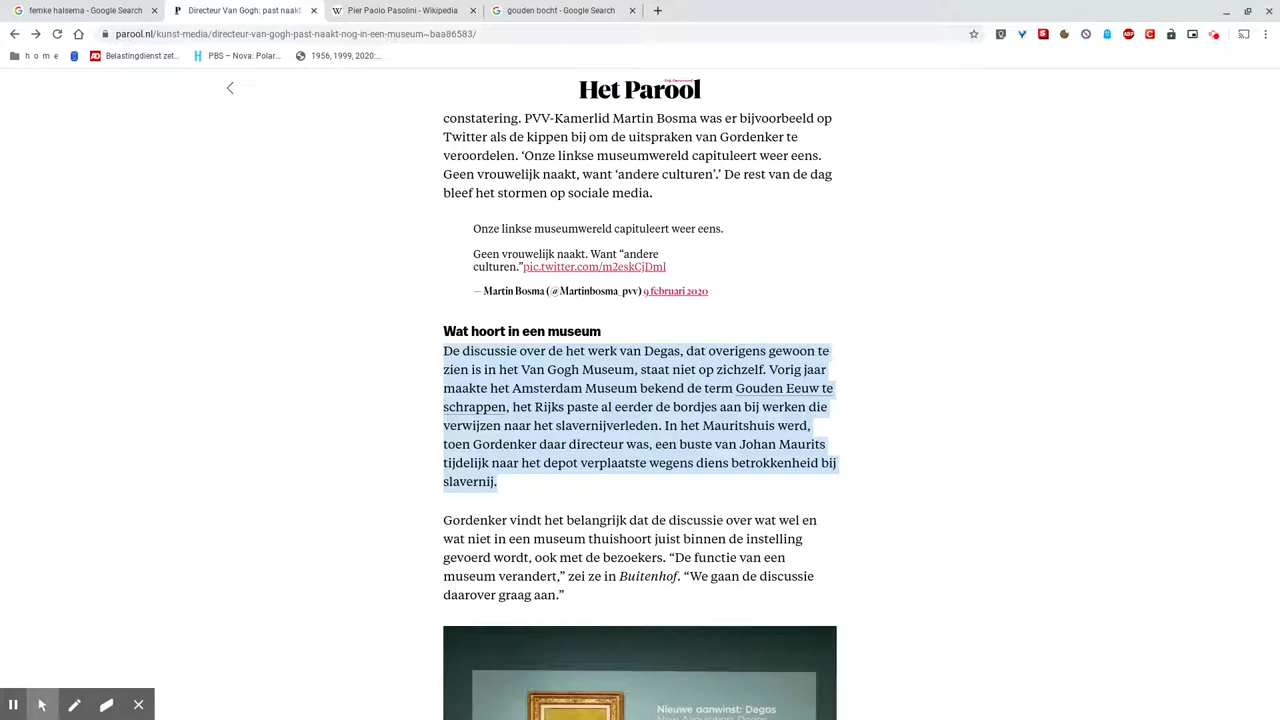 femke halsema - Google Search
Directeur Van Gogh: past naakt
Pier Paolo Pasolini - Wikipedia
gouden bocht - Google Search
parool.nl/kunst-media/directeur-van-gogh-past-naakt-nog-in-een-museum~baa86583/
h o m e
Belastingdienst zet...
PBS – Nova: Polar...
1956, 1999, 2020:...
Het Parool
constatering. PVV-Kamerlid Martin Bosma was er bijvoorbeeld op
Twitter als de kippen bij om de uitspraken van Gordenker te
veroordelen. ‘Onze linkse museumwereld capituleert weer eens.
Geen vrouwelijk naakt, want ‘andere culturen’.’ De rest van de dag
bleef het stormen op sociale media.
Onze linkse museumwereld capituleert weer eens.
Geen vrouwelijk naakt. Want “andere
culturen.”pic.twitter.com/m2eskCjDml
— Martin Bosma (@Martinbosma_pvv) 9 februari 2020
Wat hoort in een museum
De discussie over de het werk van Degas, dat overigens gewoon te
zien is in het Van Gogh Museum, staat niet op zichzelf. Vorig jaar
maakte het Amsterdam Museum bekend de term Gouden Eeuw te
schrappen, het Rijks paste al eerder de bordjes aan bij werken die
verwijzen naar het slavernijverleden. In het Mauritshuis werd,
toen Gordenker daar directeur was, een buste van Johan Maurits
tijdelijk naar het depot verplaatste wegens diens betrokkenheid bij
slavernij.
Gordenker vindt het belangrijk dat de discussie over wat wel en
wat niet in een museum thuishoort juist binnen de instelling
gevoerd wordt, ook met de bezoekers. “De functie van een
museum verandert,” zei ze in Buitenhof. “We gaan de discussie
daarover graag aan.”
Nieuwe aanwinst: Degas
New Acquisition: Degas